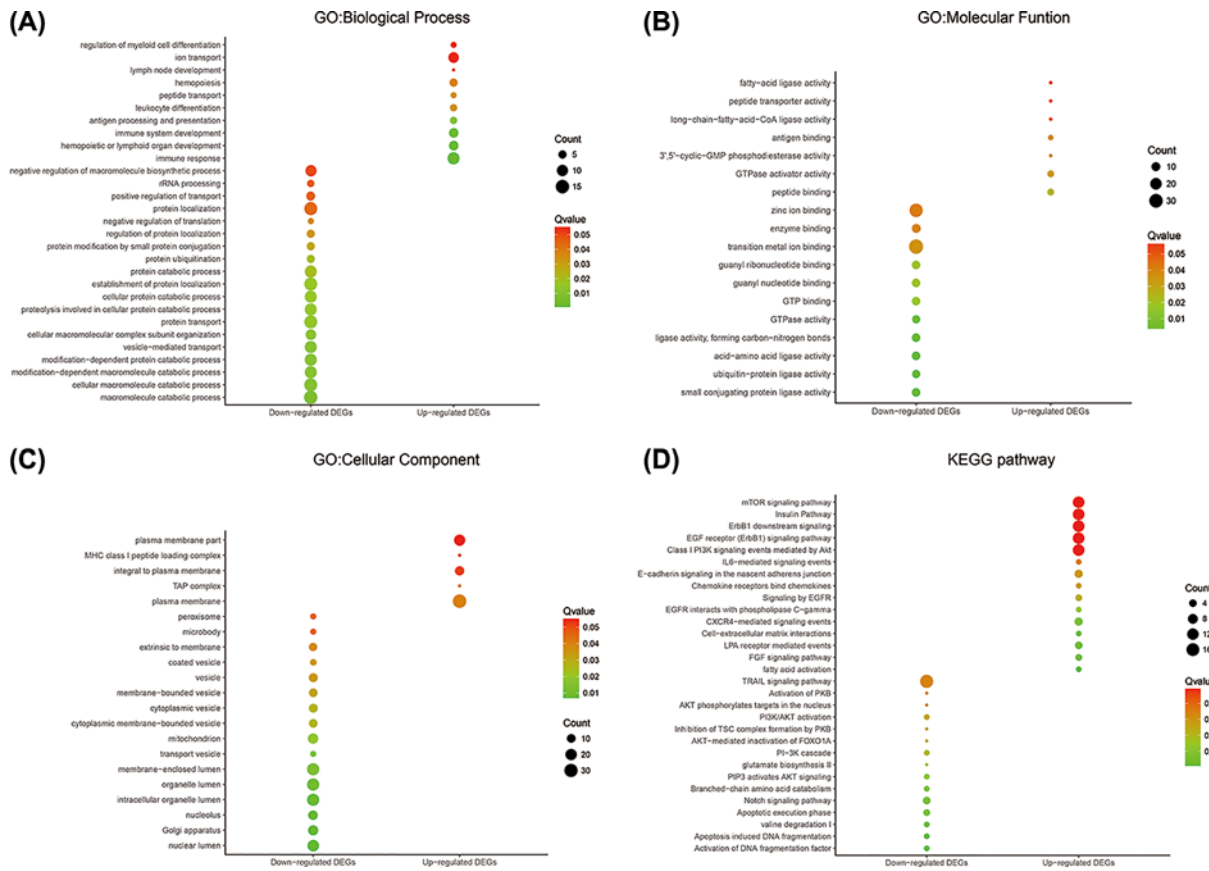 (A)
GO:Biological Process
regulation of myeloid cell differentiation
ion transport
lymph node development
hemopoiesis
peptide transport
leukocyte differentiation
antigen processing and presentation
immune system development
hemopoietic or lymphoid organ development
immune response
negative regulation of macromolecule biosynthetic process
rRNA processing
positive regulation of transport
protein localization
negative regulation of translation
regulation of protein localization
protein modification by small protein conjugation
protein ubiquitination
protein catabolic process
establishment of protein localization
cellular protein catabolic process
proteolysis involved in cellular protein catabolic process
protein transport
cellular macromolecular complex subunit organization
vesicle-mediated transport
modification-dependent protein catabolic process
modification-dependent macromolecule catabolic process
cellular macromolecule catabolic process
macromolecule catabolic process
Down-regulated DEGs
Up-regulated DEGs
Count
5
10
15
Qvalue
0.05
0.04
0.03
0.02
0.01
(B)
GO:Molecular Funtion
fatty-acid ligase activity
peptide transporter activity
long-chain-fatty-acid-CoA ligase activity
antigen binding
3',5'-cyclic-GMP phosphodiesterase activity
GTPase activator activity
peptide binding
zinc ion binding
enzyme binding
transition metal ion binding
guanyl ribonucleotide binding
guanyl nucleotide binding
GTP binding
GTPase activity
ligase activity, forming carbon-nitrogen bonds
acid-amino acid ligase activity
ubiquitin-protein ligase activity
small conjugating protein ligase activity
Down-regulated DEGs
Up-regulated DEGs
Count
10
20
30
Qvalue
0.05
0.04
0.03
0.02
0.01
(C)
GO:Cellular Component
plasma membrane part
MHC class I peptide loading complex
integral to plasma membrane
TAP complex
plasma membrane
peroxisome
microbody
extrinsic to membrane
coated vesicle
vesicle
membrane-bounded vesicle
cytoplasmic vesicle
cytoplasmic membrane-bounded vesicle
mitochondrion
transport vesicle
membrane-enclosed lumen
organelle lumen
intracellular organelle lumen
nucleolus
Golgi apparatus
nuclear lumen
Down-regulated DEGs
Up-regulated DEGs
Qvalue
0.05
0.04
0.03
0.02
0.01
Count
10
20
30
(D)
KEGG pathway
mTOR signaling pathway
Insulin Pathway
ErbB1 downstream signaling
EGF receptor (ErbB1) signaling pathway
Class I PI3K signaling events mediated by Akt
IL6-mediated signaling events
E-cadherin signaling in the nascent adherens junction
Chemokine receptors bind chemokines
Signaling by EGFR
EGFR interacts with phospholipase C-gamma
CXCR4-mediated signaling events
Cell-extracellular matrix interactions
LPA receptor mediated events
FGF signaling pathway
fatty acid activation
TRAIL signaling pathway
Activation of PKB
AKT phosphorylates targets in the nucleus
PI3K/AKT activation
Inhibition of TSC complex formation by PKB
AKT-mediated inactivation of FOXO1A
PI-3K cascade
glutamate biosynthesis II
PIP3 activates AKT signaling
Branched-chain amino acid catabolism
Notch signaling pathway
Apoptotic execution phase
valine degradation I
Apoptosis induced DNA fragmentation
Activation of DNA fragmentation factor
Down-regulated DEGs
Up-regulated DEGs
Count
4
8
12
16
Qvalue
0.
0.
0.
0.